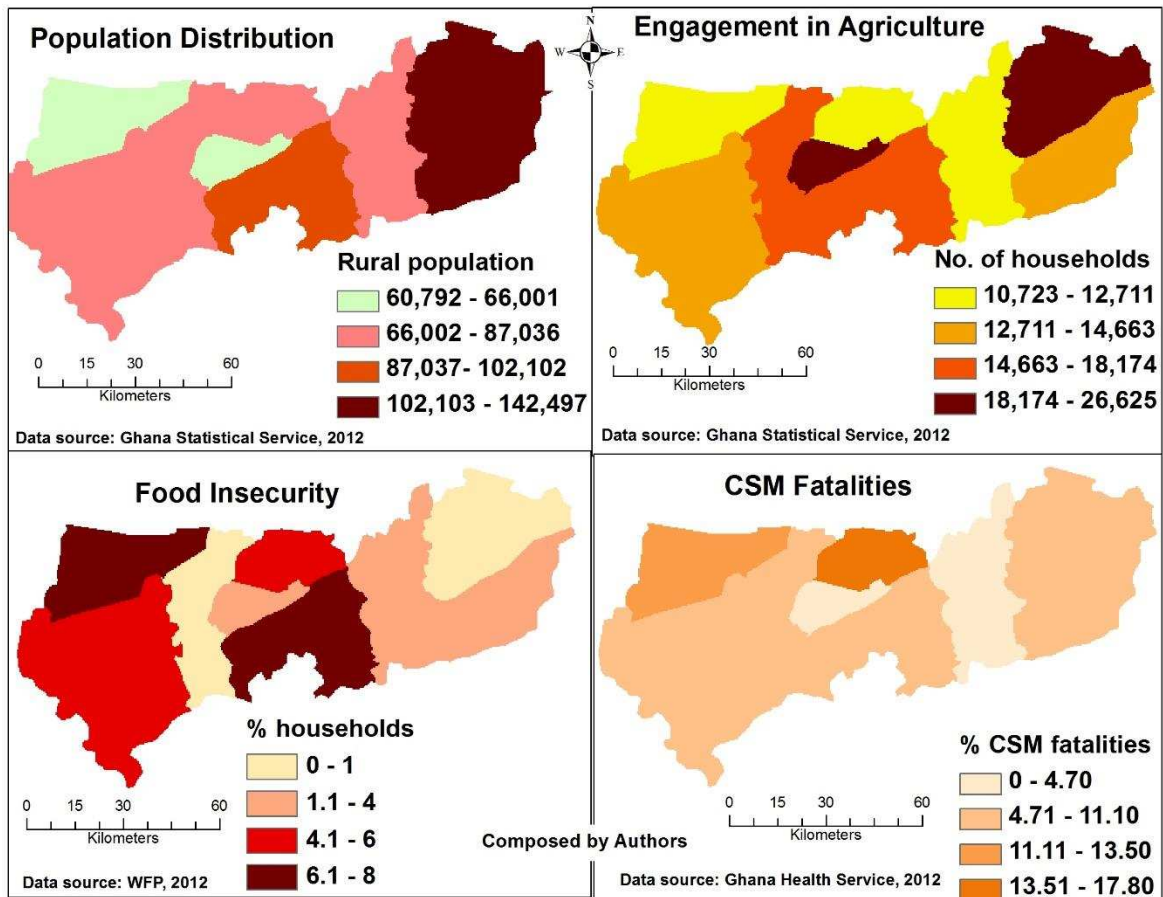 Population Distribution
Rural population
60,792 - 66,001
66,002 - 87,036
87,037- 102,102
102,103 - 142,497
0 30 60
Kilometers
Data source: Ghana Statistical Service, 2012
N
W E
S
Engagement in Agriculture
No. of households
10,723 - 12,711
12,711 - 14,663
14,663 - 18,174
18,174 - 26,625
0 15 30 60
Kilometers
Data source: Ghana Statistical Service, 2012
Food Insecurity
% households
0 - 1
1.1 - 4
4.1 - 6
6.1 - 8
0 15 30 60
Kilometers
Data source: WFP, 2012
Composed by Authors
CSM Fatalities
% CSM fatalities
0 - 4.70
4.71 - 11.10
11.11 - 13.50
13.51 - 17.80
0 15 30 60
Kilometers
Data source: Ghana Health Service, 2012